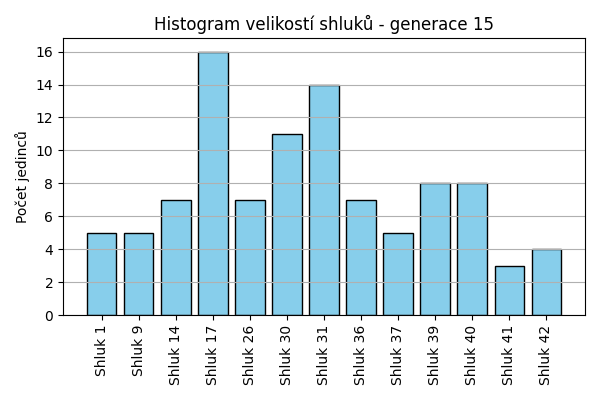 Histogram velikostí shluků - generace 15
Počet jedinců
16
14
12
10
8
6
4
2
0
Shluk 1
Shluk 9
Shluk 14
Shluk 17
Shluk 26
Shluk 30
Shluk 31
Shluk 36
Shluk 37
Shluk 39
Shluk 40
Shluk 41
Shluk 42